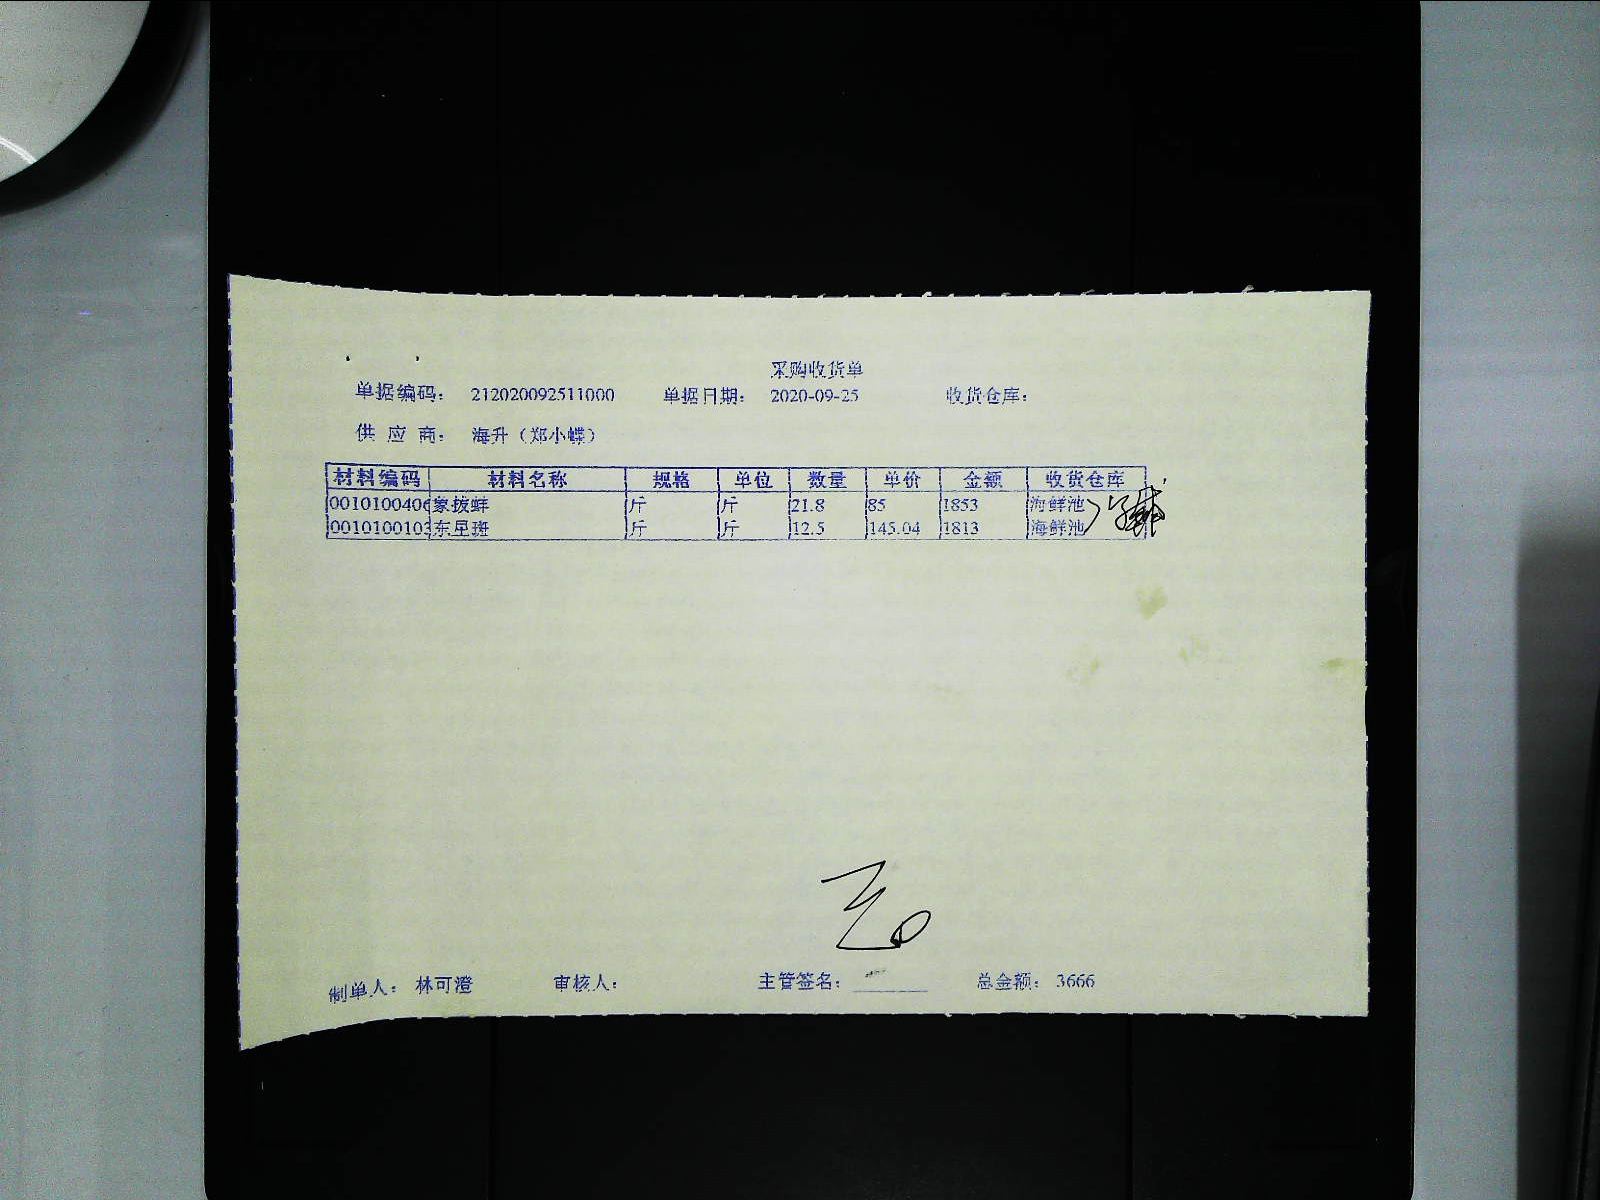 采购收货单
单据编码： 212020092511000 单据日期： 2020-09-25 收货仓库：
供 应 商： 海升（郑小蝶）
材料编码 材料名称 规格 单位 数量 单价 金额 收货仓库
0010100406 象拔蚌 斤 斤 21.8 85 1853 海鲜池
0010100103 东星斑 斤 斤 12.5 145.04 1813 海鲜池
制单人： 林可澄 审核人： 主管签名： 总金额： 3666